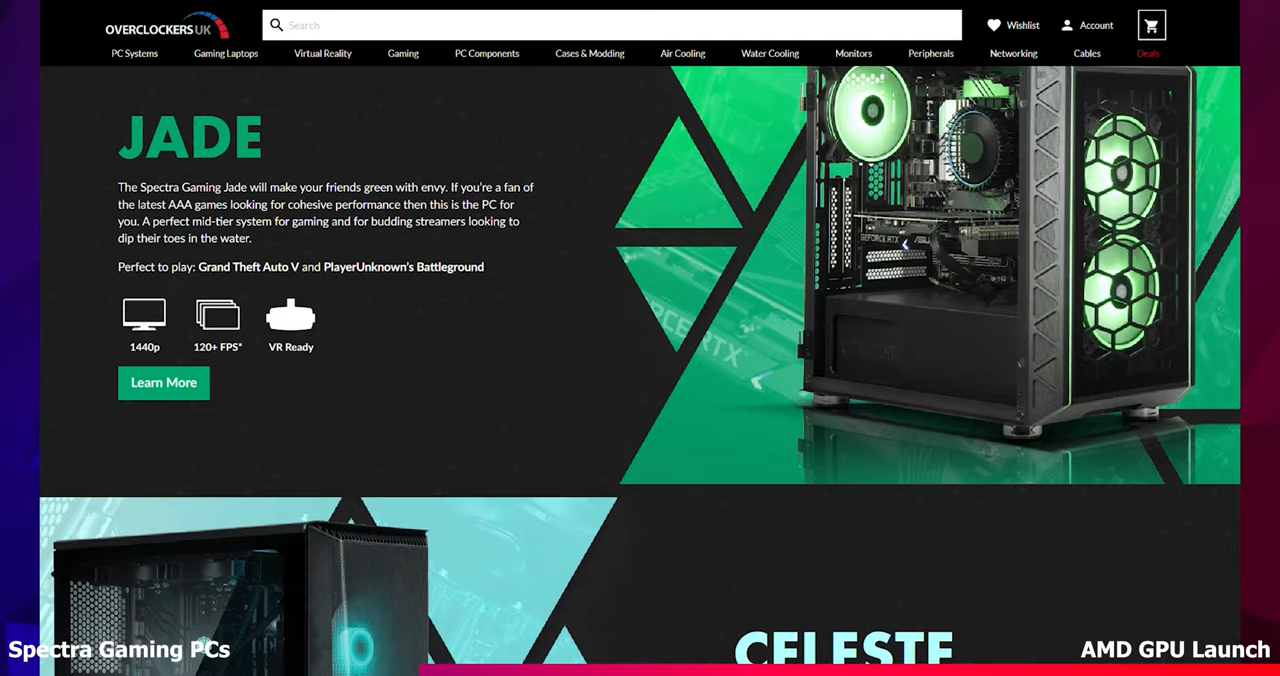 OVERCLOCKERS UK
Search
Wishlist
Account
PC Systems
Gaming Laptops
Virtual Reality
Gaming
PC Components
Cases & Modding
Air Cooling
Water Cooling
Monitors
Peripherals
Networking
Cables
Deals
JADE
The Spectra Gaming Jade will make your friends green with envy. If you're a fan of
the latest AAA games looking for cohesive performance then this is the PC for
you. A perfect mid-tier system for gaming and for budding streamers looking to
dip their toes in the water.
Perfect to play: Grand Theft Auto V and PlayerUnknown's Battleground
1440p
120+ FPS*
VR Ready
Learn More
GEFORCE RTX
CELESTE
Spectra Gaming PCs
AMD GPU Launch